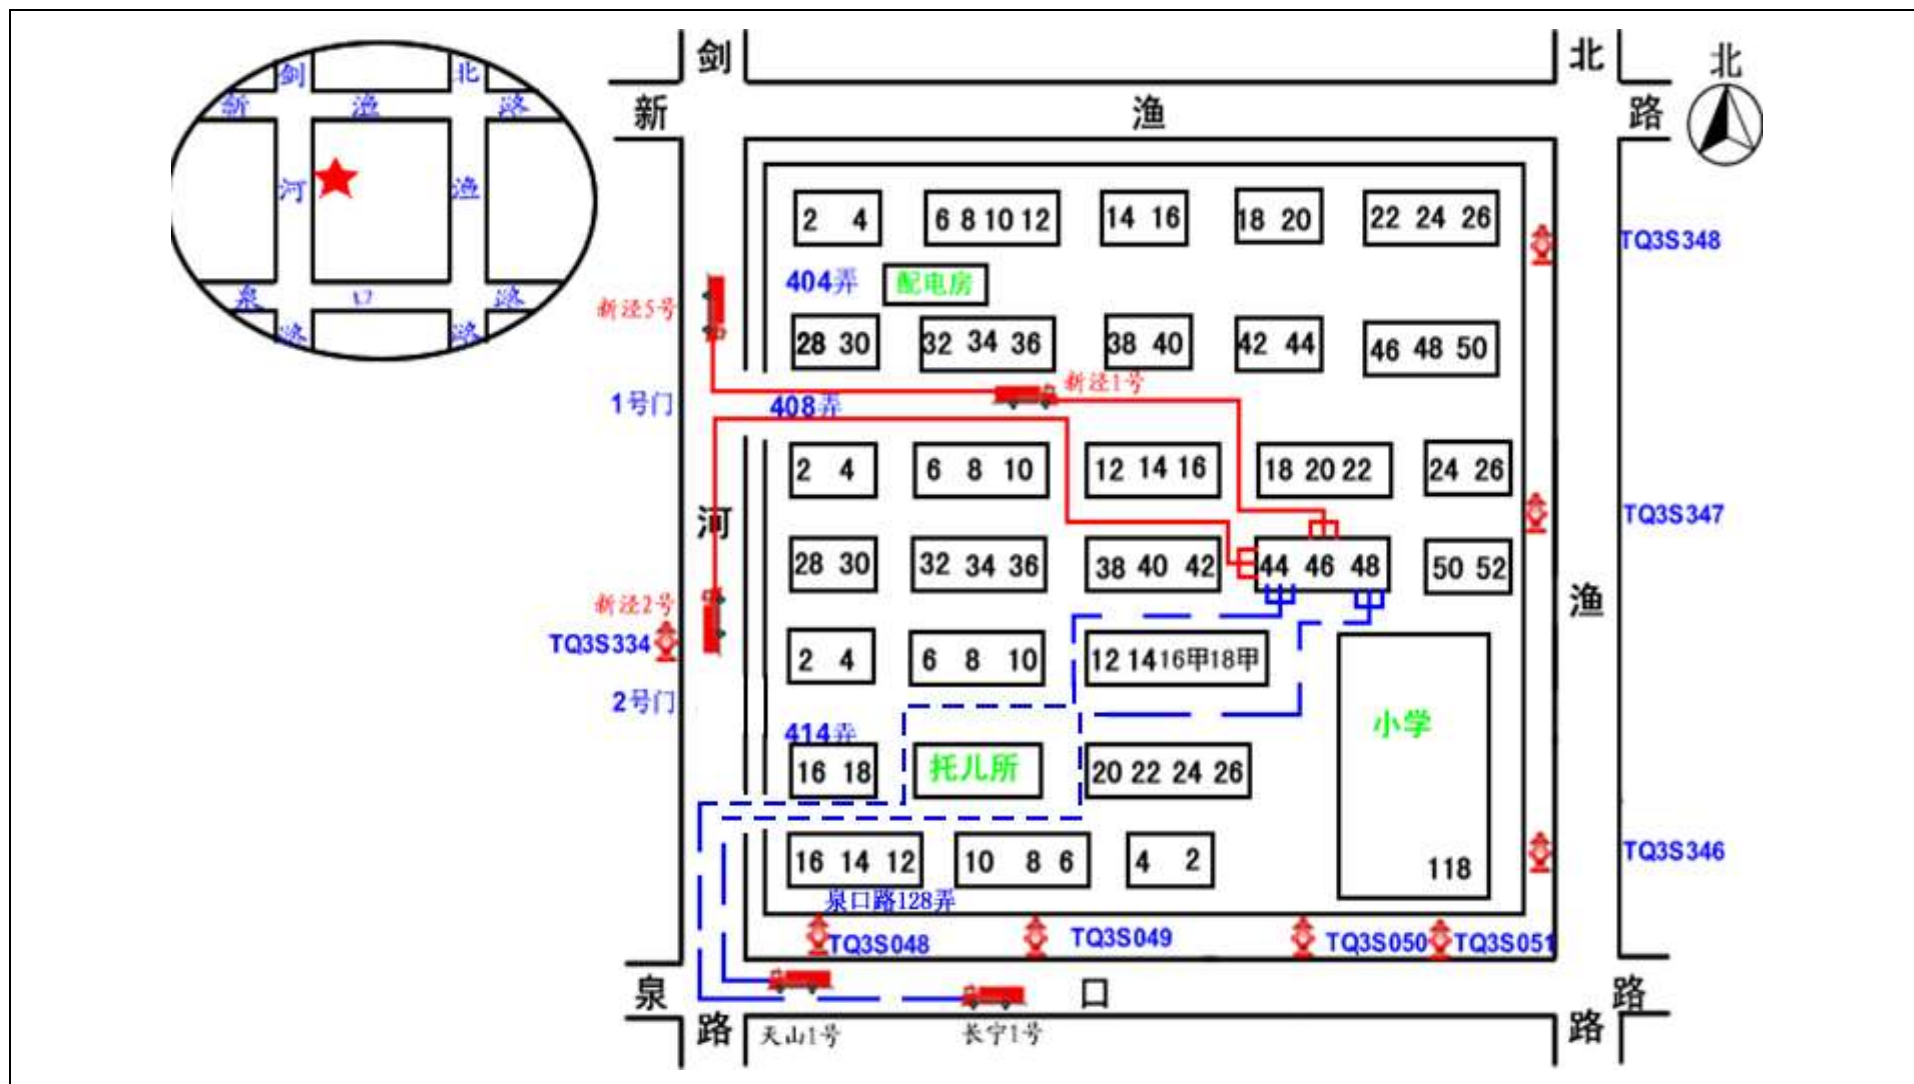 剑 北
北
新 渔 路
剑 北
新 渔 路
河 渔
泉 口 路
路 路
2 4
6 8 10 12
14 16
18 20
22 24 26
TQ3S348
404弄
配电房
新泾5号
28 30
32 34 36
38 40
42 44
46 48 50
新泾1号
1号门
408弄
2 4
6 8 10
12 14 16
18 20 22
24 26
河
TQ3S347
28 30
32 34 36
38 40 42
44 46 48
50 52
新泾2号
渔
TQ3S334
2 4
6 8 10
12 14 16甲18甲
2号门
小学
414弄
16 18
托儿所
20 22 24 26
16 14 12
10 8 6
4 2
118
TQ3S346
泉口路128弄
TQ3S048
TQ3S049
TQ3S050
TQ3S051
泉 口 路
路 路
天山1号
长宁1号